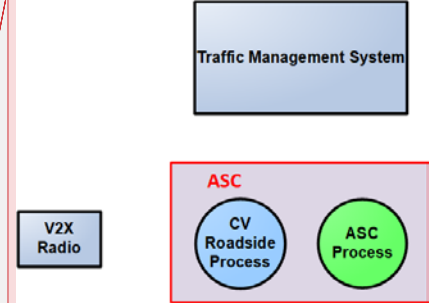 Traffic Management System
ASC
V2X
Radio
CV
Roadside
Process
ASC
Process